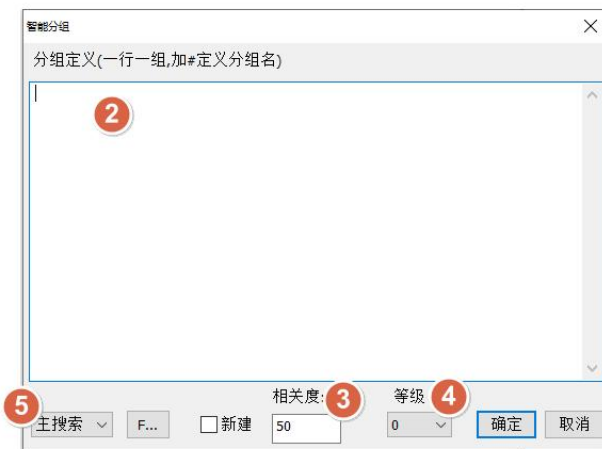 智能分组
分组定义(一行一组,加#定义分组名)
2
相关度: 3 等级 4
5
主搜索 F... 新建 50 0 确定 取消